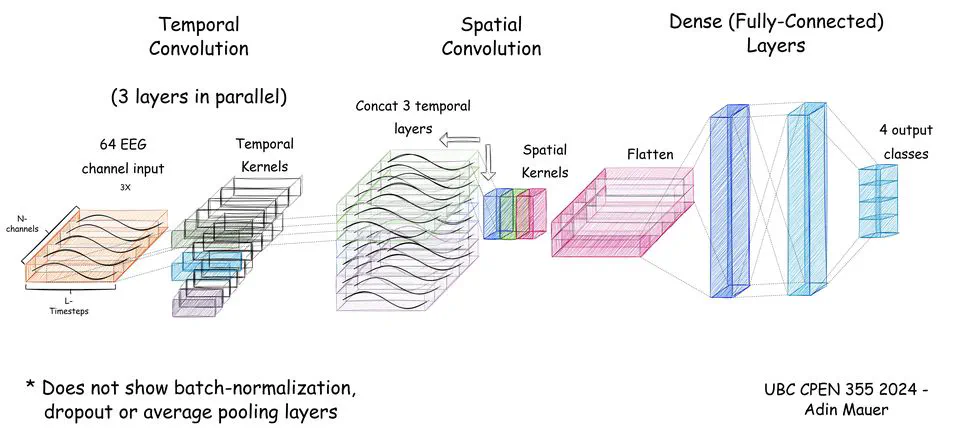 Temporal
Convolution
Spatial
Convolution
Dense (Fully-Connected)
Layers
(3 layers in parallel)
64 EEG
channel input
3X
Temporal
Kernels
Concat 3 temporal
layers
Spatial
Kernels
Flatten
4 output
classes
N-
channels
L-
Timesteps
* Does not show batch-normalization,
dropout or average pooling layers
UBC CPEN 355 2024 -
Adin Mauer